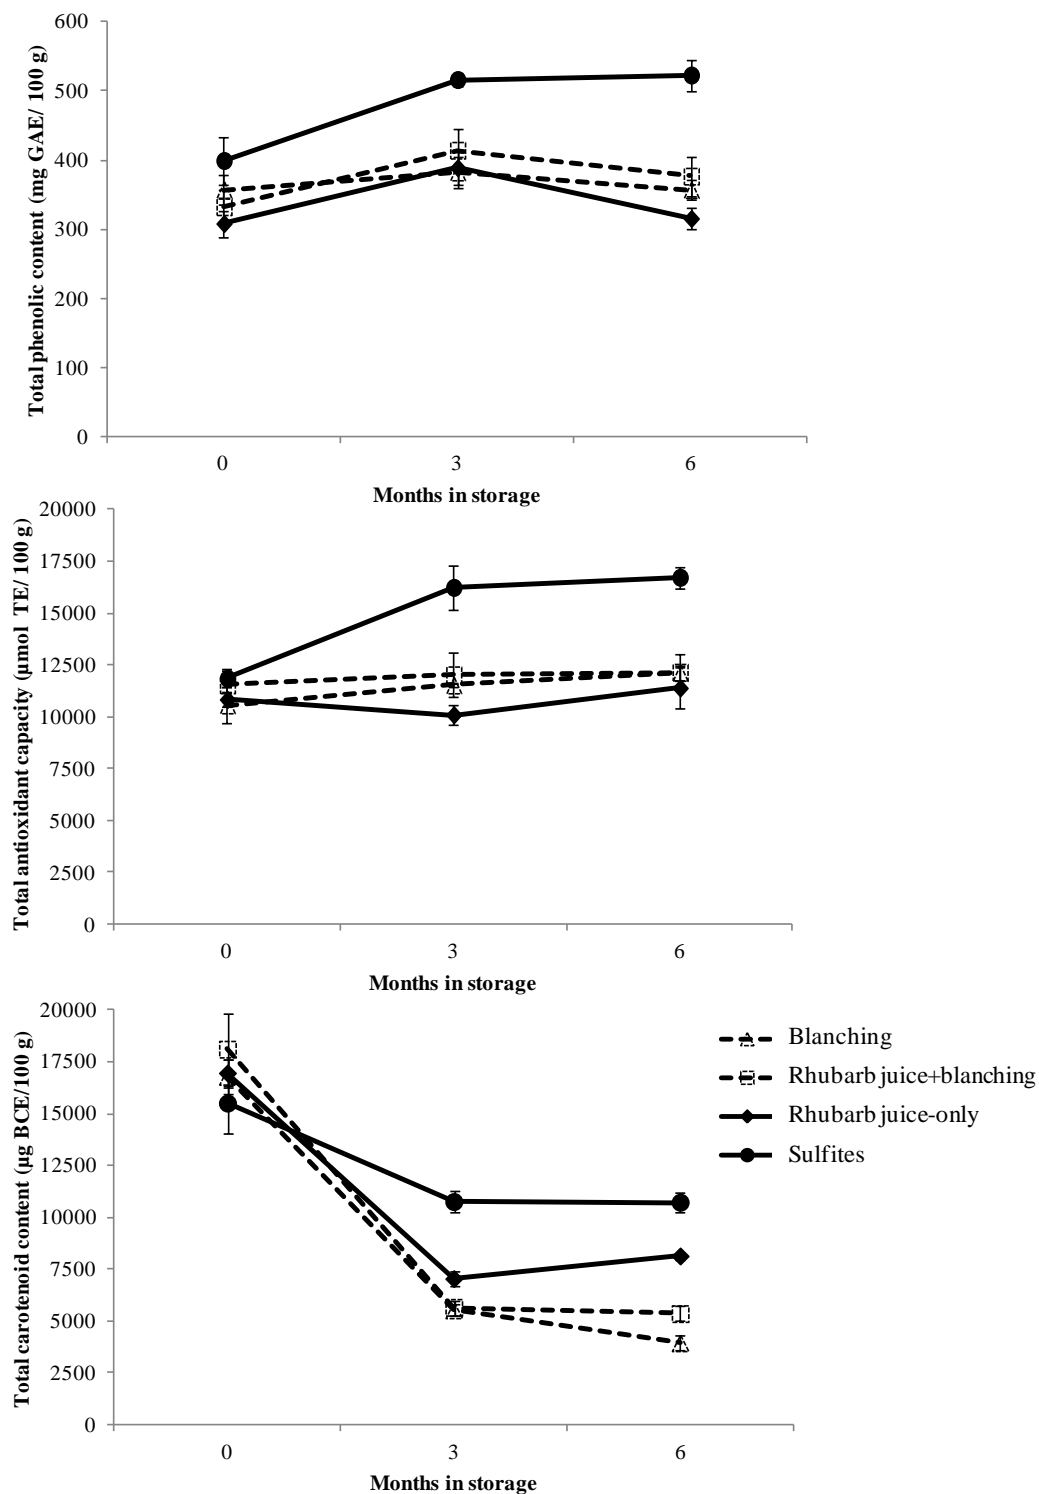 Total phenolic content (mg GAE/ 100 g)
600
500
400
300
200
100
0
0 3 6
Months in storage
Total antioxidant capacity (µmol TE/ 100 g)
20000
17500
15000
12500
10000
7500
5000
2500
0
0 3 6
Months in storage
Total carotenoid content (µg BCE/100 g)
20000
17500
15000
12500
10000
7500
5000
2500
0
0 3 6
Months in storage
Blanching
Rhubarb juice+blanching
Rhubarb juice-only
Sulfites